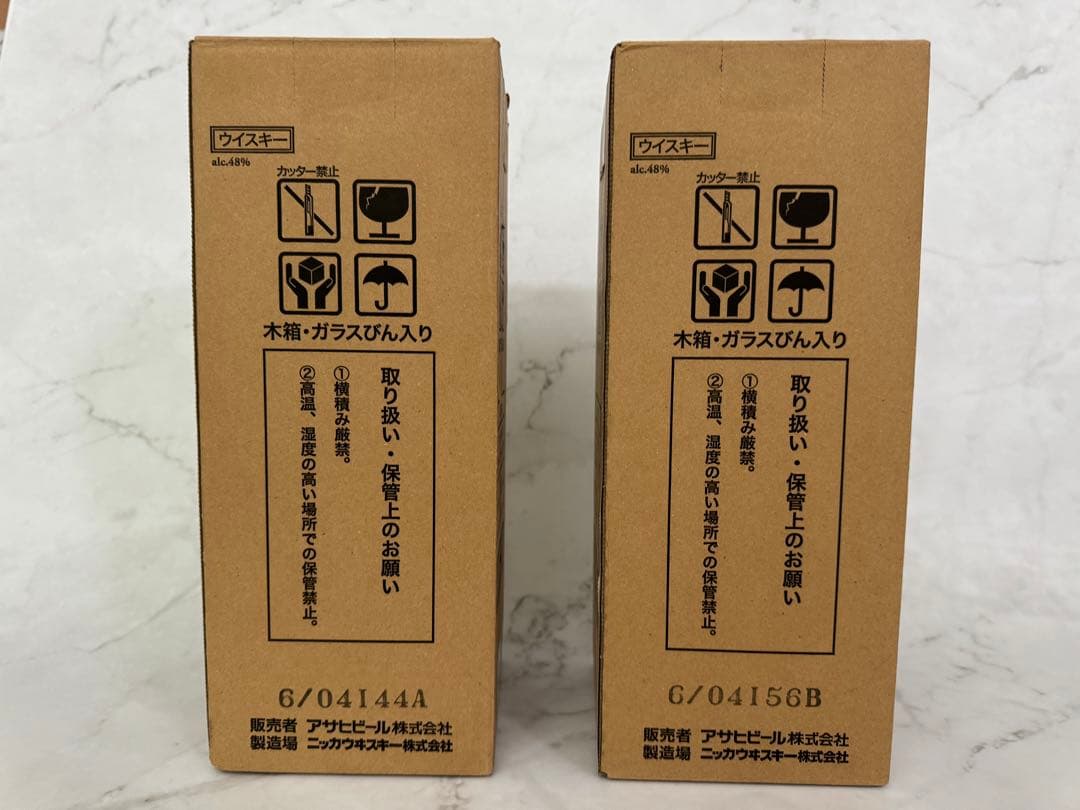 ウイスキー
alc.48%
カッター禁止
木箱・ガラスびん入り
取り扱い・保管上のお願い
①横積み厳禁。
②高温、湿度の高い場所での保管禁止。
6/04144A
販売者 アサヒビール株式会社
製造場 ニッカウヰスキー株式会社
ウイスキー
alc.48%
カッター禁止
木箱・ガラスびん入り
取り扱い・保管上のお願い
①横積み厳禁。
②高温、湿度の高い場所での保管禁止。
6/04156B
販売者 アサヒビール株式会社
製造場 ニッカウヰスキー株式会社